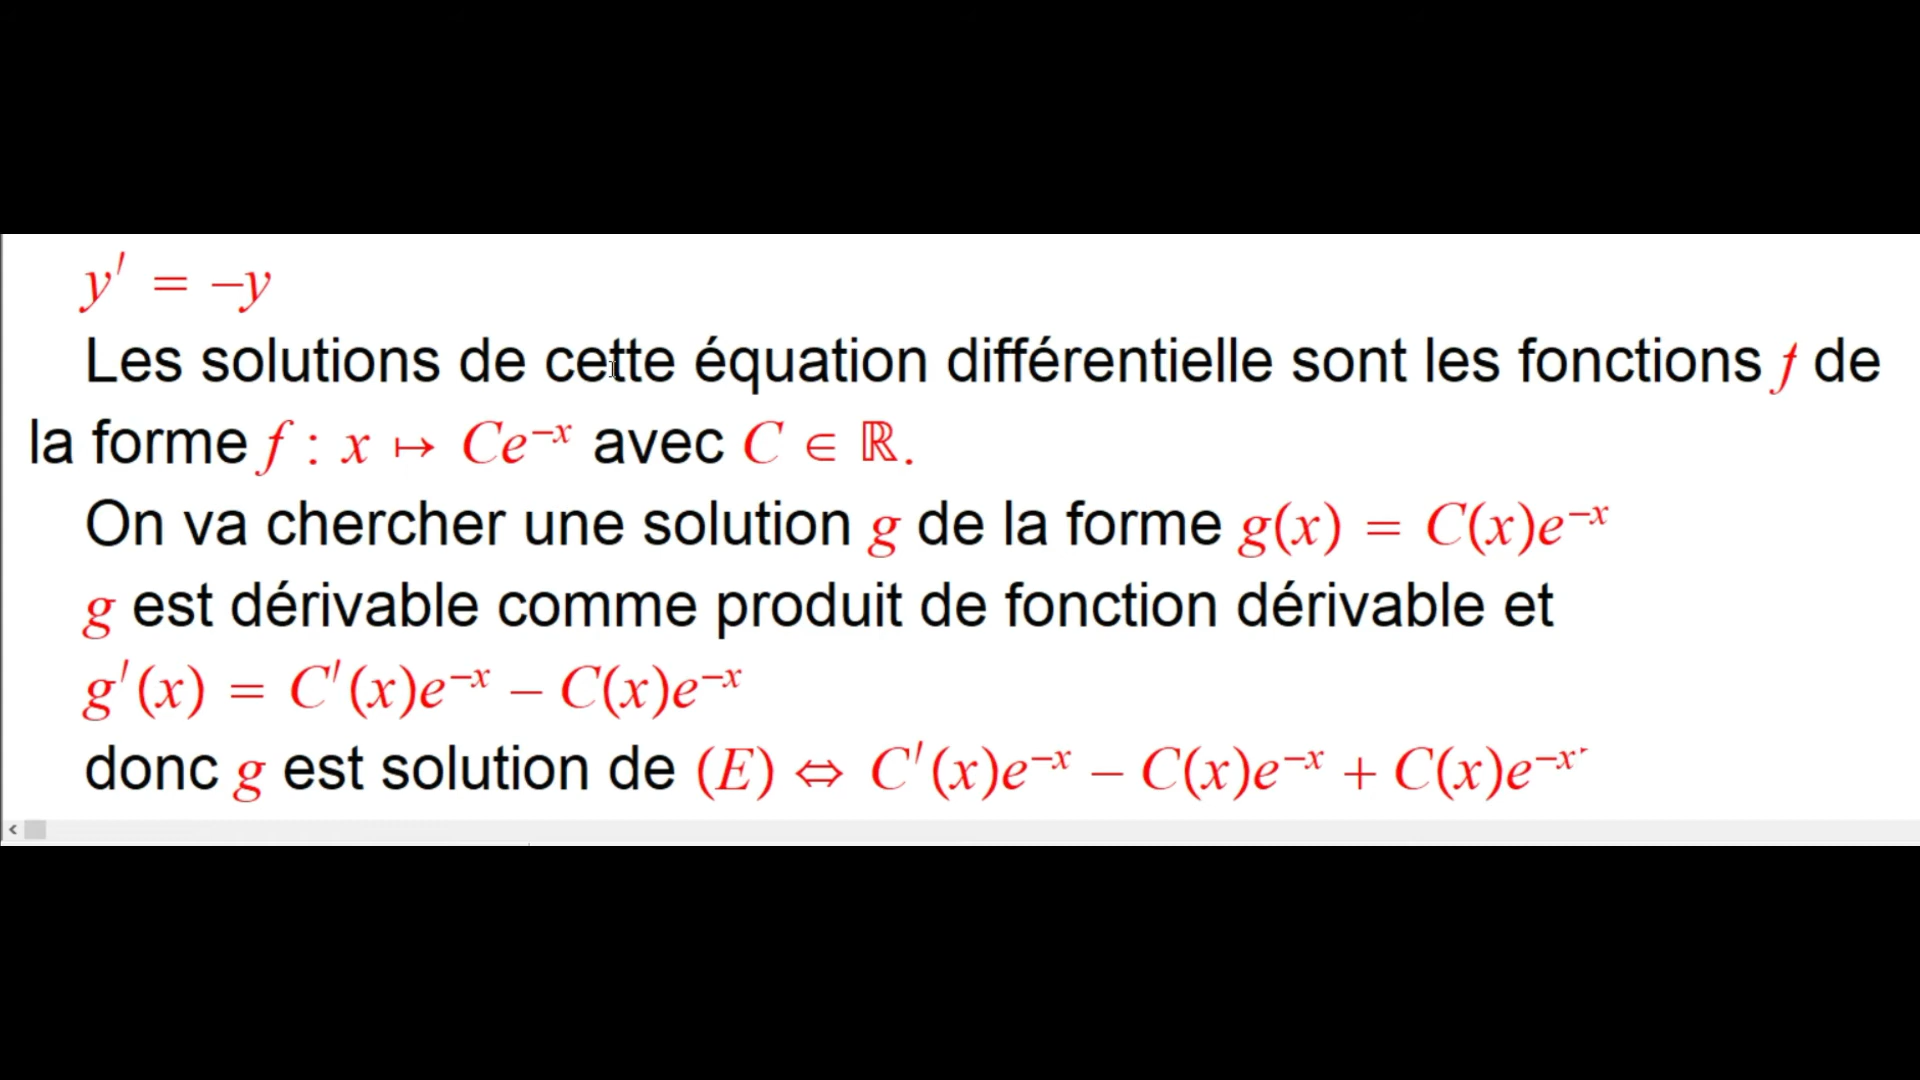 y′ = –y
Les solutions de cette équation différentielle sont les fonctions f de
la forme f : x ↦ Ce⁻ˣ avec C ∈ ℝ.
On va chercher une solution g de la forme g(x) = C(x)e⁻ˣ
g est dérivable comme produit de fonction dérivable et
g′(x) = C′(x)e⁻ˣ – C(x)e⁻ˣ
donc g est solution de (E) ⇔ C′(x)e⁻ˣ – C(x)e⁻ˣ + C(x)e⁻ˣ